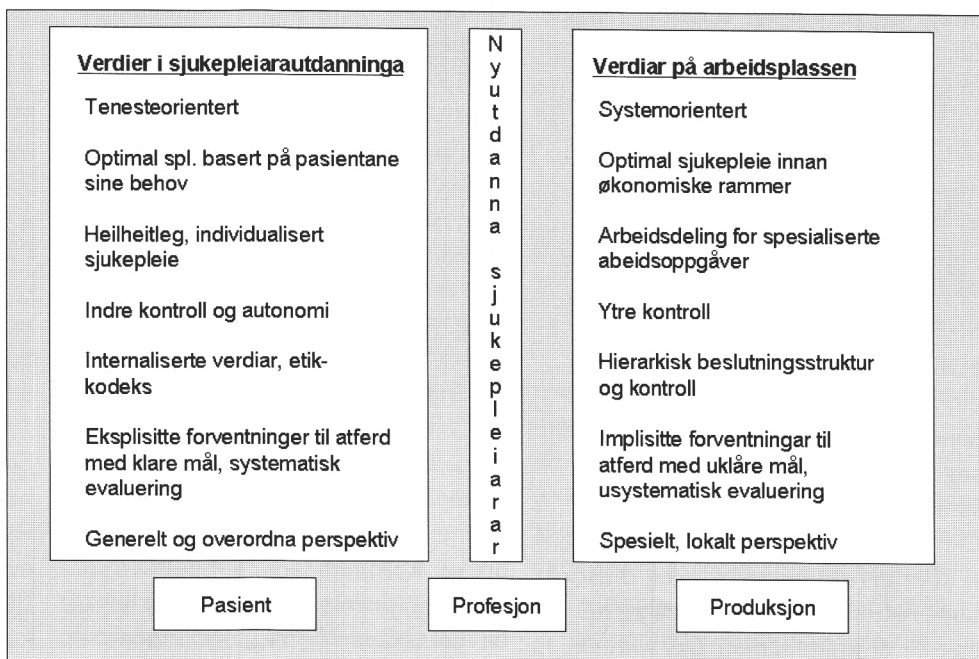 Verdier i sjukepleiarautdanninga
Tenesteorientert
Optimal spl. basert på pasientane
sine behov
Heilheitleg, individualisert
sjukepleie
Indre kontroll og autonomi
Internaliserte verdiar, etik-
kodeks
Eksplisitte forventninger til atferd
med klare mål, systematisk
evaluering
Generelt og overordna perspektiv
Nyutdanna sjukepleiarar
Verdiar på arbeidsplassen
Systemorientert
Optimal sjukepleie innan
økonomiske rammer
Arbeidsdeling for spesialiserte
abeidsoppgåver
Ytre kontroll
Hierarkisk beslutningsstruktur
og kontroll
Implisitte forventningar til
atferd med uklåre mål,
usystematisk evaluering
Spesielt, lokalt perspektiv
Pasient
Profesjon
Produksjon